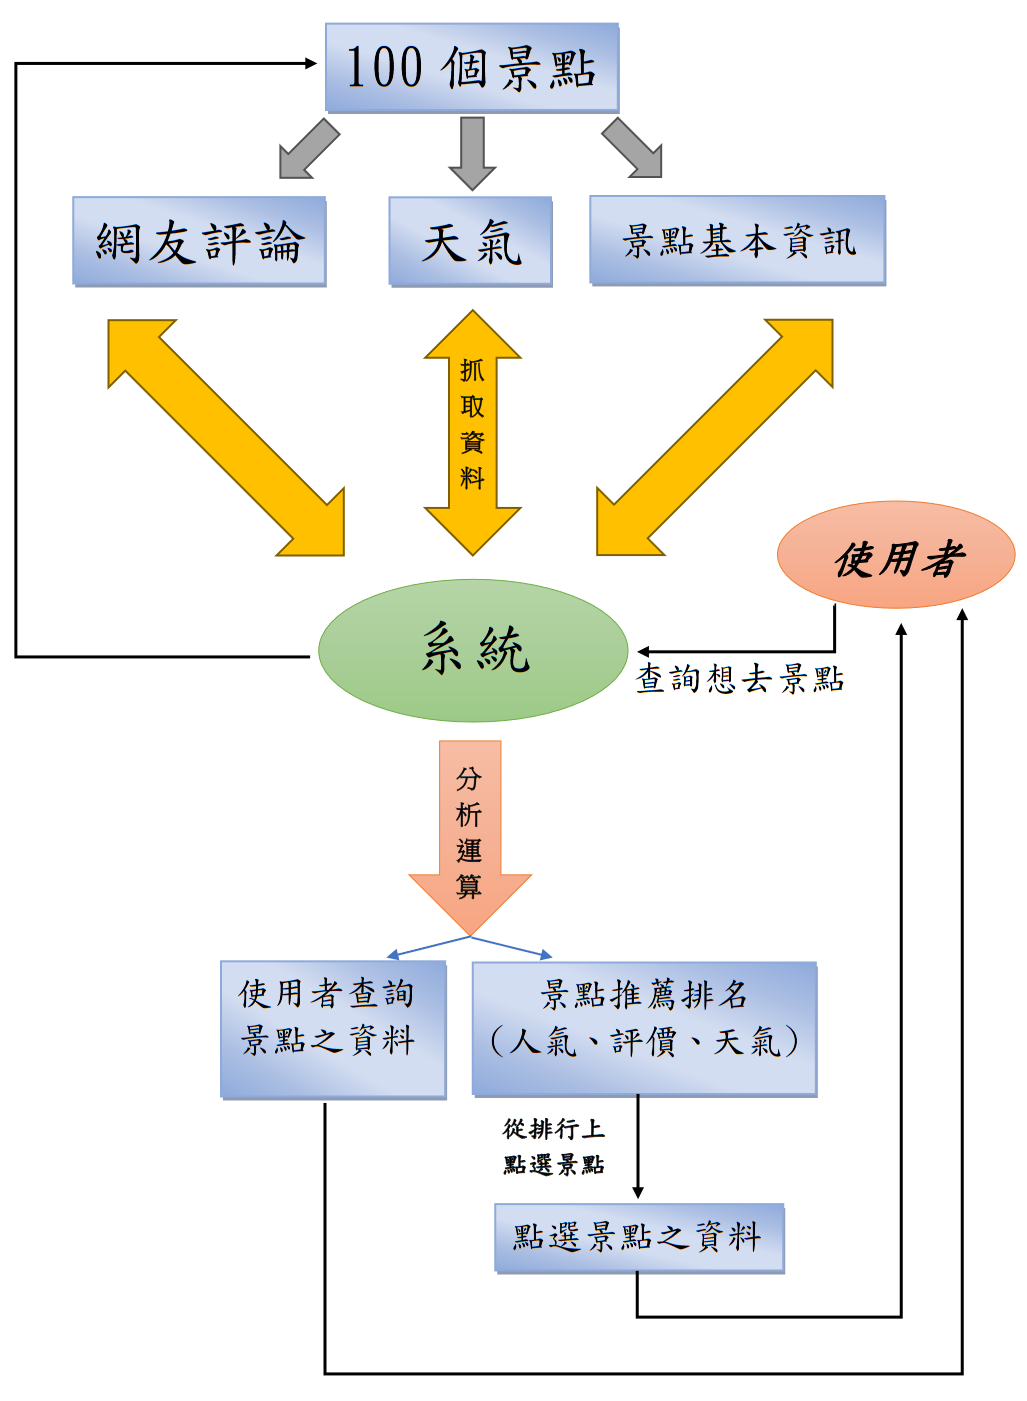 100 個景點
網友評論
天氣
景點基本資訊
抓取資料
使用者
系統
查詢想去景點
分析運算
使用者查詢
景點之資料
景點推薦排名
（人氣、評價、天氣）
從排行上
點選景點
點選景點之資料